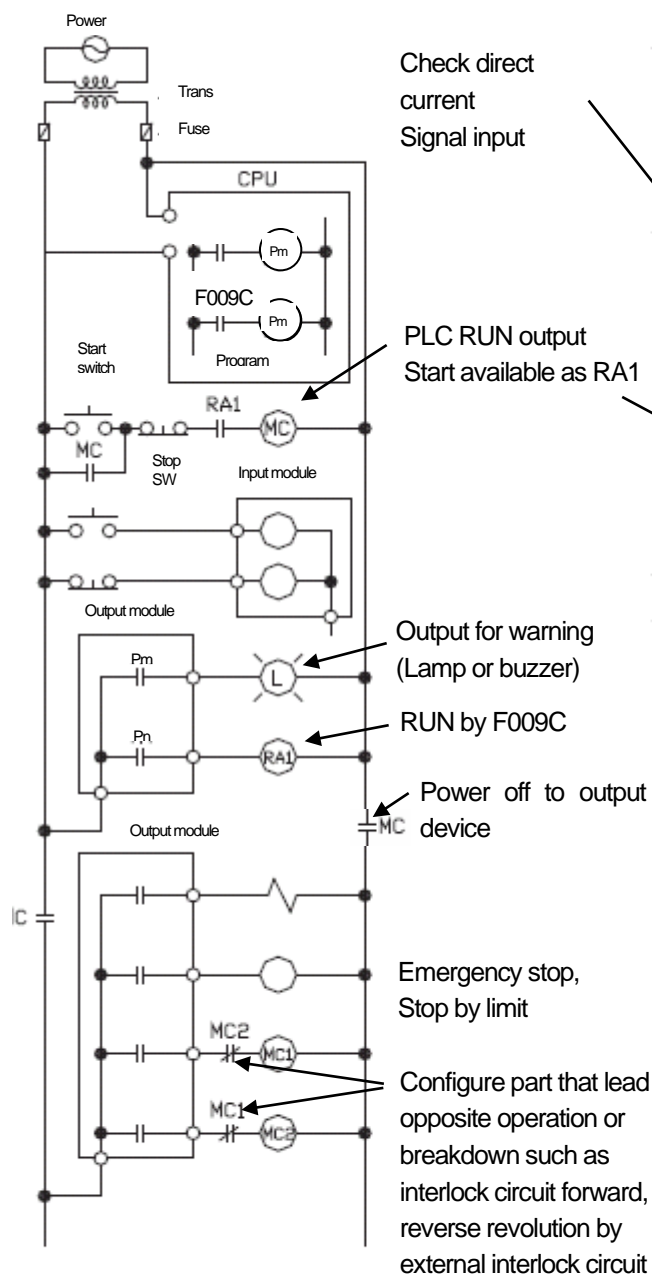 Power
Trans
Fuse
Check direct
current
Signal input
CPU
Pm
F009C
Pm
Program
Start
switch
PLC RUN output
Start available as RA1
RA1
MC
MC
Stop
SW
Input module
Output module
Pm
L
Output for warning
(Lamp or buzzer)
Pn
RA1
RUN by F009C
Power off to output
device
MC
Output module
Emergency stop,
Stop by limit
MC2
MC1
Configure part that lead
opposite operation or
breakdown such as
interlock circuit forward,
reverse revolution by
external interlock circuit
MC1
MC2